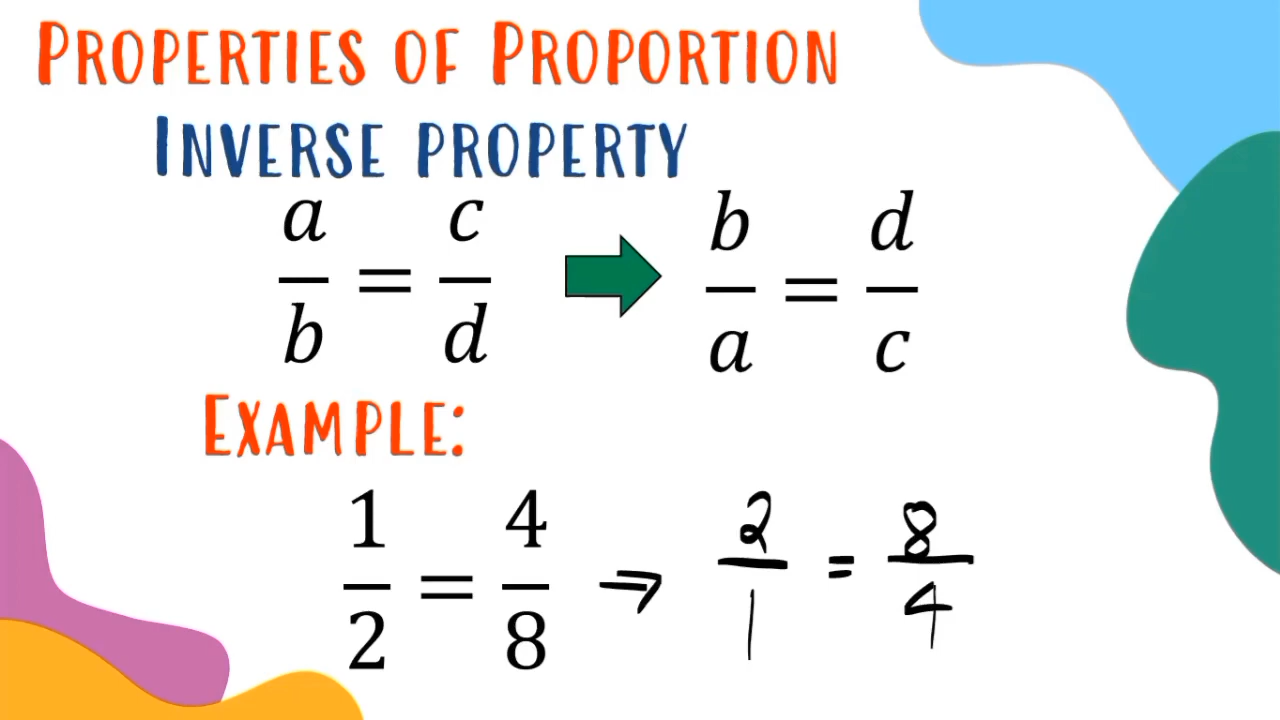 PROPERTIES OF PROPORTION
INVERSE PROPERTY
a/b = c/d b/a = d/c
EXAMPLE:
1/2 = 4/8 ⇒ 2/1 = 8/4